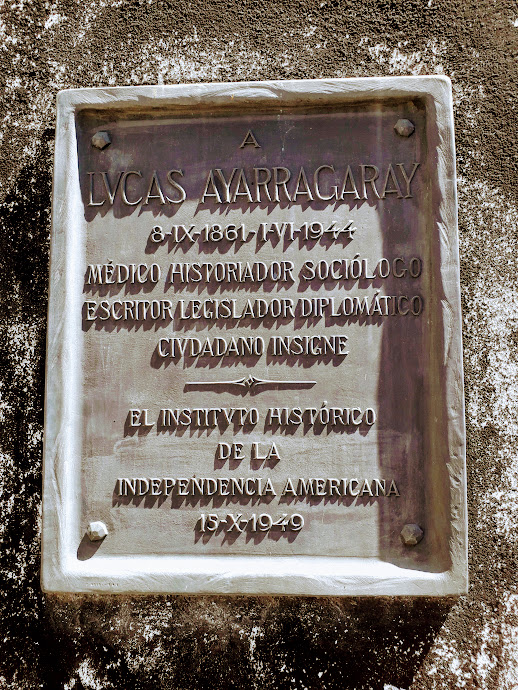 A
LVCAS AYARRAGARAY
8-IX-1861 1-VI-1944
MÉDICO HISTORIADOR SOCIÓLOGO
ESCRITOR LEGISLADOR DIPLOMÁTICO
CIVDADANO INSIGNE
EL INSTITVTO HISTÓRICO
DE LA
INDEPENDENCIA AMERICANA
15-X-1949